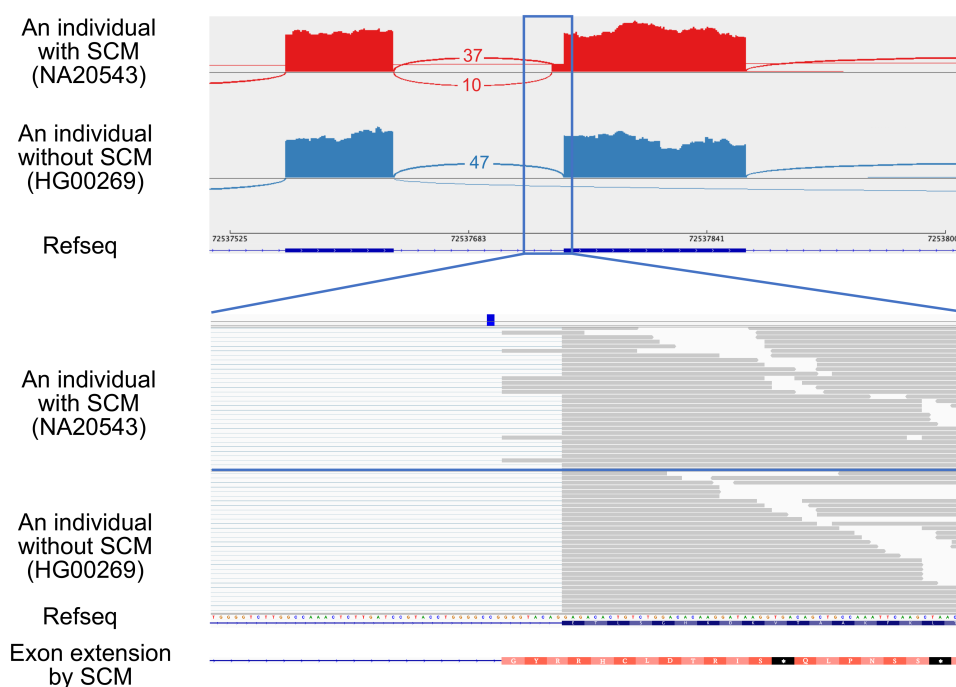 An individual
with SCM
(NA20543)
37
10
An individual
without SCM
(HG00269)
47
Refseq
72537525
72537683
72537841
725380
An individual
with SCM
(NA20543)
An individual
without SCM
(HG00269)
Refseq
Exon extension
by SCM
G Y R R H C L D T R I S * Q L P N S S *